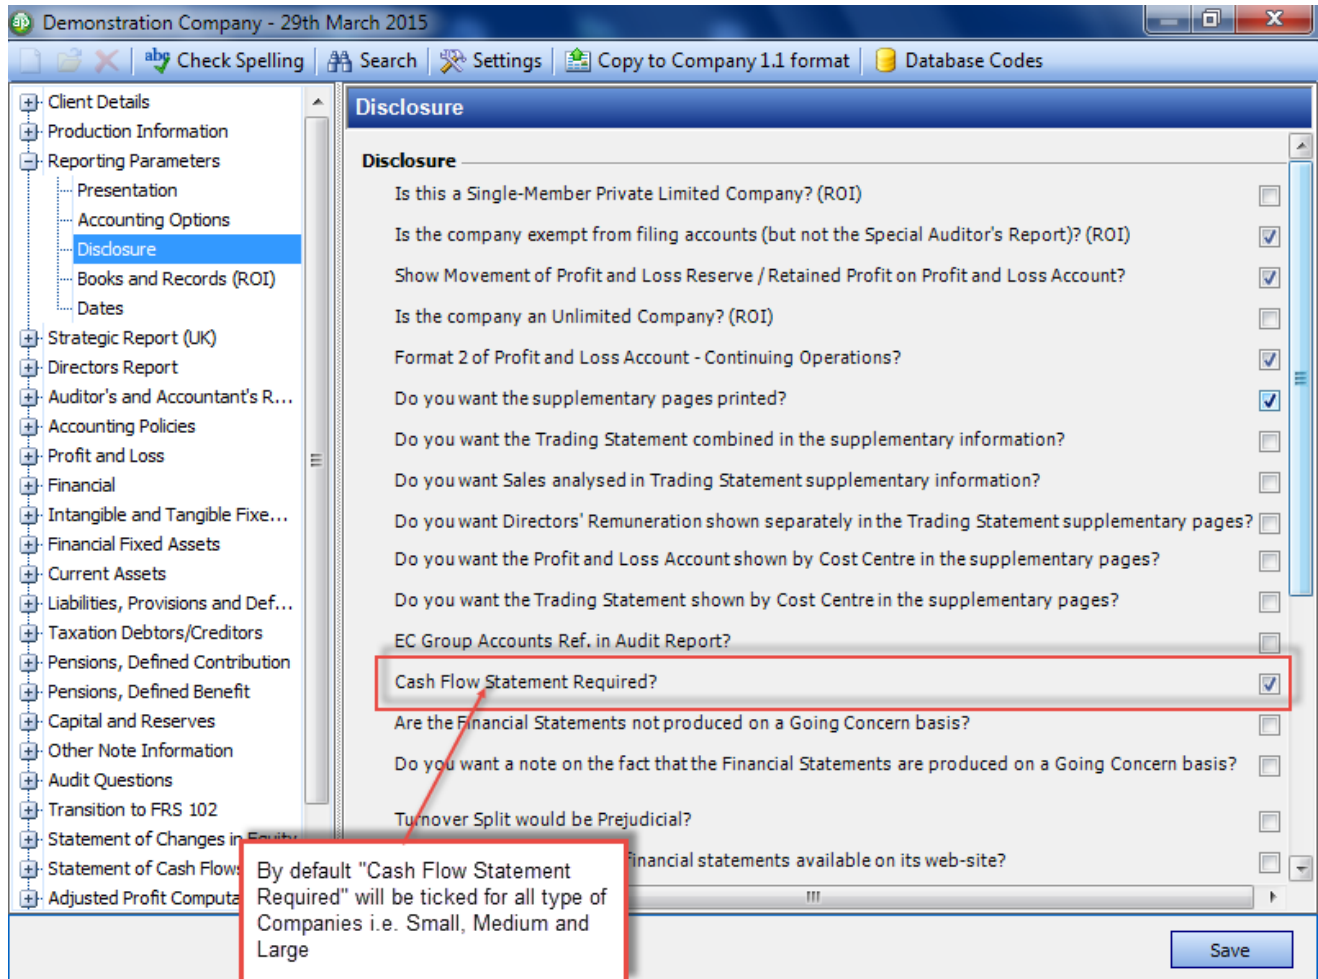 Demonstration Company - 29th March 2015
Check Spelling Search Settings Copy to Company 1.1 format Database Codes
Client Details
Production Information
Reporting Parameters
Presentation
Accounting Options
Disclosure
Books and Records (ROI)
Dates
Strategic Report (UK)
Directors Report
Auditor's and Accountant's R...
Accounting Policies
Profit and Loss
Financial
Intangible and Tangible Fixe...
Financial Fixed Assets
Current Assets
Liabilities, Provisions and Def...
Taxation Debtors/Creditors
Pensions, Defined Contribution
Pensions, Defined Benefit
Capital and Reserves
Other Note Information
Audit Questions
Transition to FRS 102
Statement of Changes in Equity
Statement of Cash Flows
Adjusted Profit Computa
Disclosure
Disclosure
Is this a Single-Member Private Limited Company? (ROI)
Is the company exempt from filing accounts (but not the Special Auditor's Report)? (ROI)
Show Movement of Profit and Loss Reserve / Retained Profit on Profit and Loss Account?
Is the company an Unlimited Company? (ROI)
Format 2 of Profit and Loss Account - Continuing Operations?
Do you want the supplementary pages printed?
Do you want the Trading Statement combined in the supplementary information?
Do you want Sales analysed in Trading Statement supplementary information?
Do you want Directors' Remuneration shown separately in the Trading Statement supplementary pages?
Do you want the Profit and Loss Account shown by Cost Centre in the supplementary pages?
Do you want the Trading Statement shown by Cost Centre in the supplementary pages?
EC Group Accounts Ref. in Audit Report?
Cash Flow Statement Required?
Are the Financial Statements not produced on a Going Concern basis?
Do you want a note on the fact that the Financial Statements are produced on a Going Concern basis?
Turnover Split would be Prejudicial?
financial statements available on its web-site?
By default "Cash Flow Statement
Required" will be ticked for all type of
Companies i.e. Small, Medium and
Large
Save